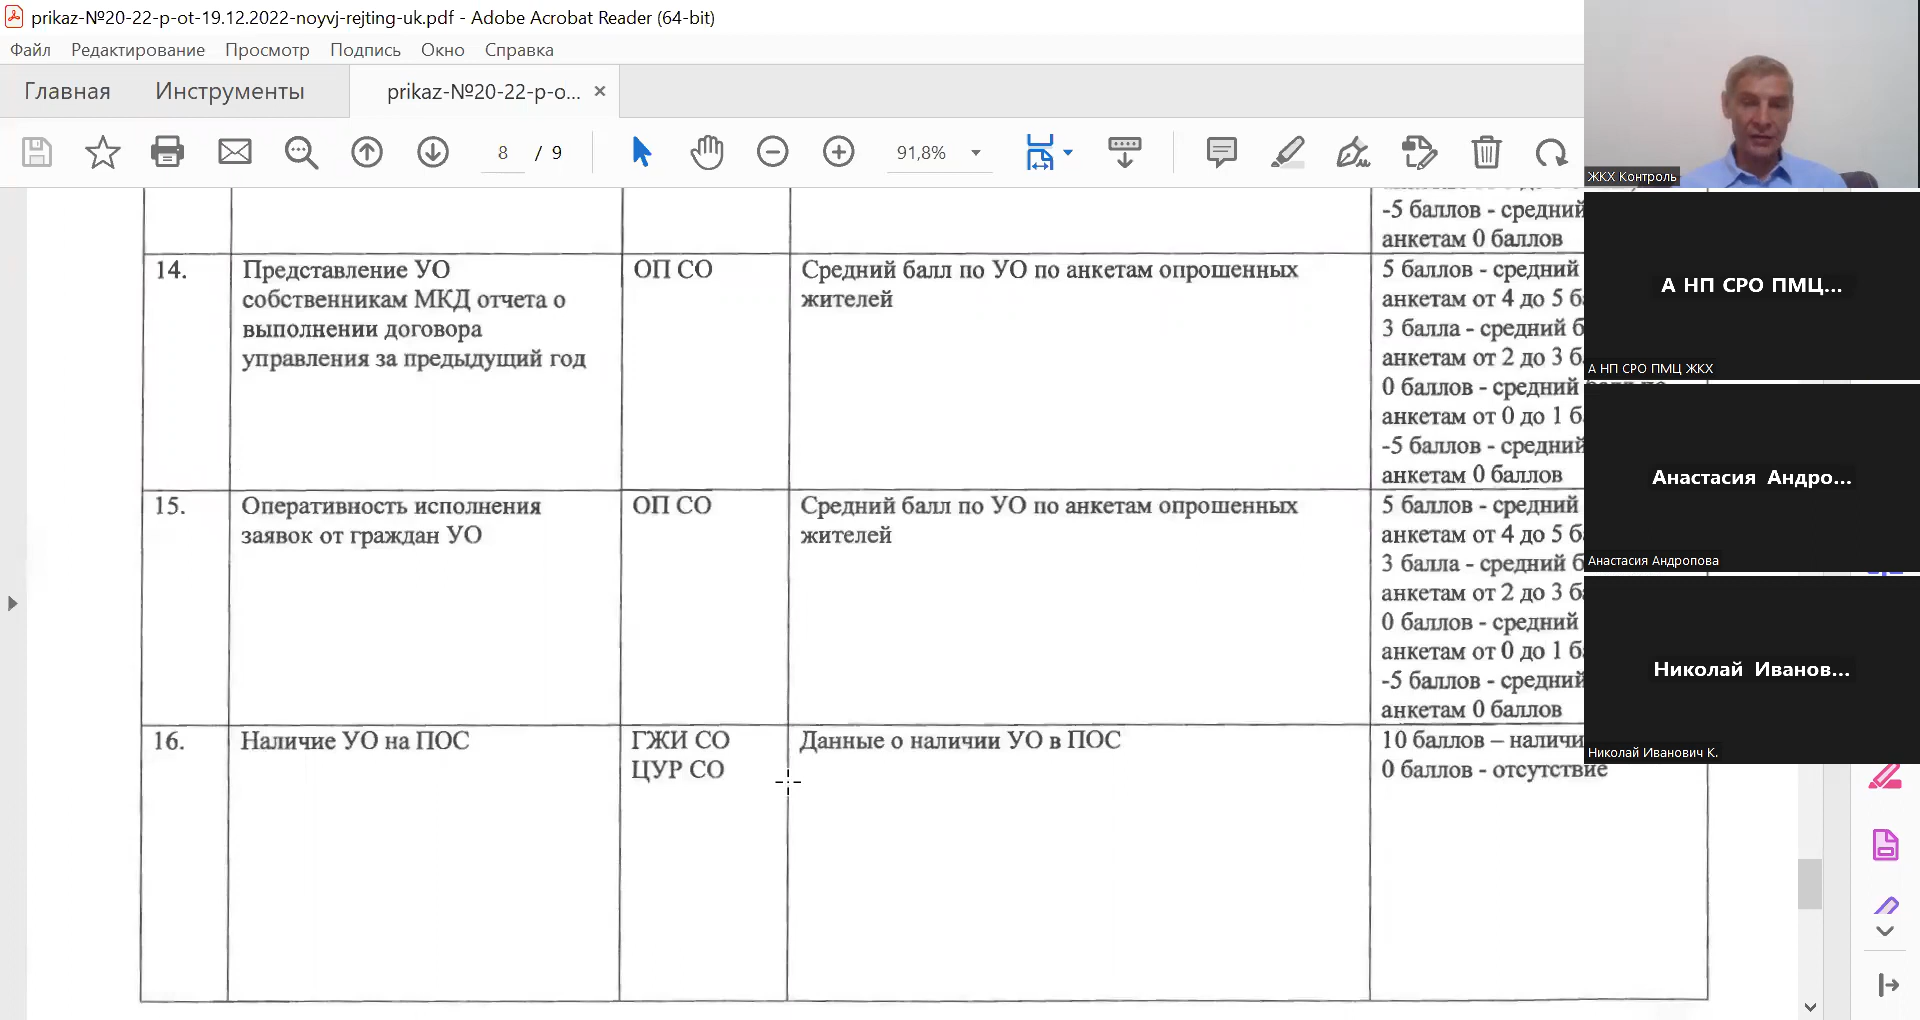 prikaz-№20-22-р-от-19.12.2022-noyvj-rejting-uk.pdf - Adobe Acrobat Reader (64-bit)
Файл Редактирование Просмотр Подпись Окно Справка
Главная Инструменты prikaz-№20-22-p-o... ×
8 / 9 91,8%
ЖКХ Контроль
-5 баллов - средний
анкетам 0 баллов
14. Представление УО собственникам МКД отчета о выполнении договора управления за предыдущий год
ОП СО
Средний балл по УО по анкетам опрошенных
жителей
5 баллов - средний
анкетам от 4 до 5 б
3 балла - средний б
анкетам от 2 до 3 б
0 баллов - средний
анкетам от 0 до 1 б
-5 баллов - средний
анкетам 0 баллов
15. Оперативность исполнения
заявок от граждан УО
ОП СО
Средний балл по УО по анкетам опрошенных
жителей
5 баллов - средний
анкетам от 4 до 5 б
3 балла - средний б
анкетам от 2 до 3 б
0 баллов - средний
анкетам от 0 до 1 б
-5 баллов - средний
анкетам 0 баллов
16. Наличие УО на ПОС
ГЖИ СО
ЦУР СО
Данные о наличии УО в ПОС
10 баллов – наличи
0 баллов - отсутствие
А НП СРО ПМЦ...
А НП СРО ПМЦ ЖКХ
Анастасия Андро...
Анастасия Андропова
Николай Иванов...
Николай Иванович К.